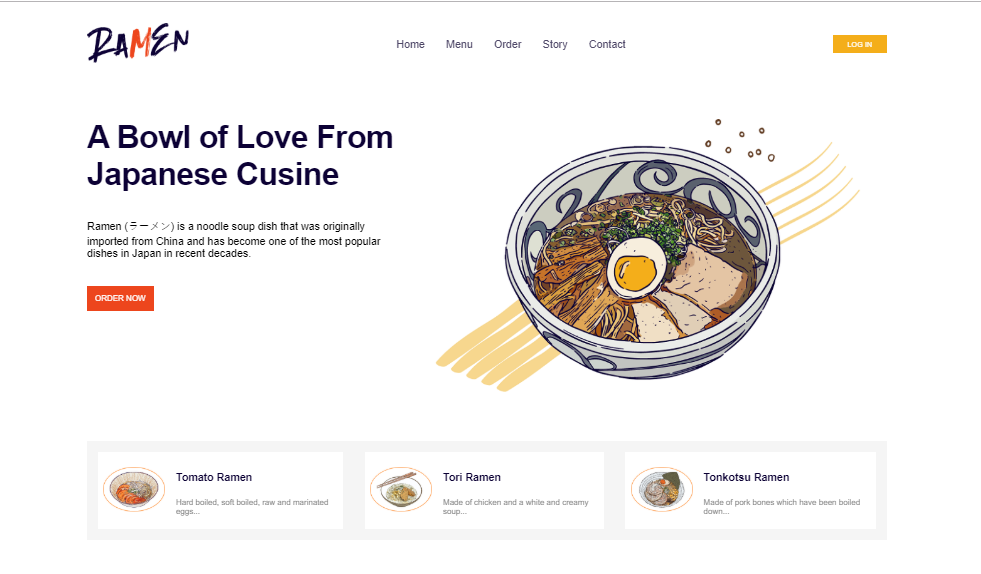 RAMEN
Home Menu Order Story Contact
LOG IN
A Bowl of Love From
Japanese Cusine
Ramen (ラーメン) is a noodle soup dish that was originally
imported from China and has become one of the most popular
dishes in Japan in recent decades.
ORDER NOW
Tomato Ramen
Hard boiled, soft boiled, raw and marinated
eggs...
Tori Ramen
Made of chicken and a white and creamy
soup...
Tonkotsu Ramen
Made of pork bones which have been boiled
down...